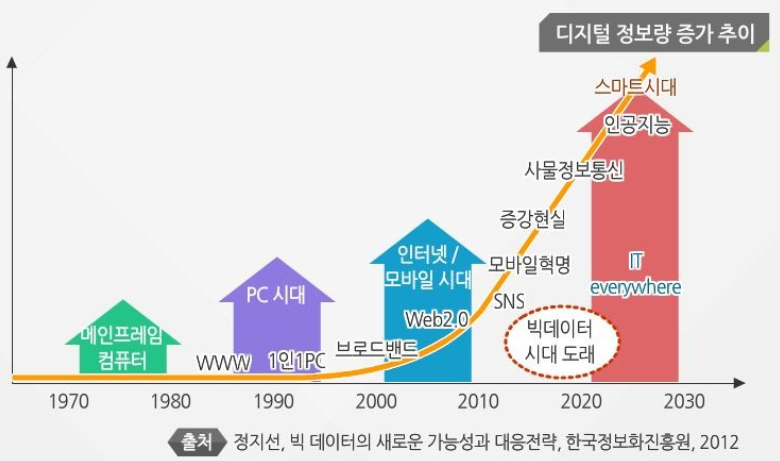 디지털 정보량 증가 추이
스마트시대
인공지능
사물정보통신
증강현실
인터넷 /
모바일 시대
모바일혁명
IT
everywhere
PC 시대
SNS
Web2.0
빅데이터
시대 도래
메인프레임
컴퓨터
WWW
1인1PC
브로드밴드
1970 1980 1990 2000 2010 2020 2030
출처 정지선, 빅 데이터의 새로운 가능성과 대응전략, 한국정보화진흥원, 2012